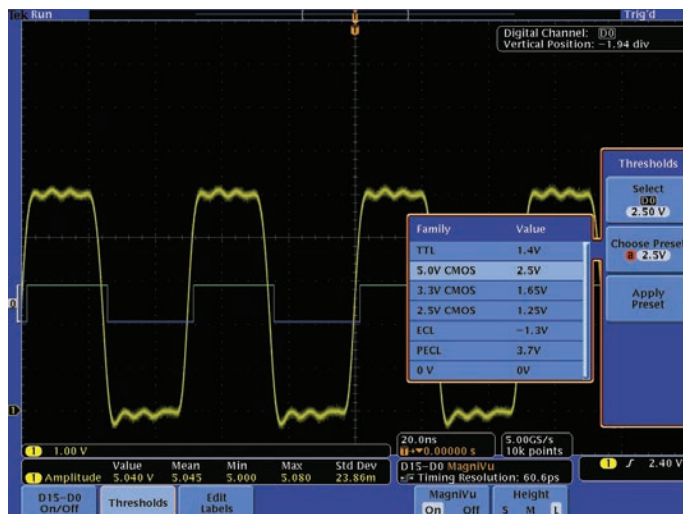 Tek Run
Trig'd
Digital Channel: D0
Vertical Position: −1.94 div
Thresholds
Select
D0
2.50 V
Choose Preset
a 2.5V
Apply
Preset
Family Value
TTL 1.4V
5.0V CMOS 2.5V
3.3V CMOS 1.65V
2.5V CMOS 1.25V
ECL −1.3V
PECL 3.7V
0 V 0V
0
1
1 1.00 V
20.0ns
0.00000 s
5.00GS/s
10k points
Value Mean Min Max Std Dev
1 Amplitude 5.040 V 5.045 5.000 5.080 23.86m
D15−D0 MagniVu
Timing Resolution: 60.6ps
1 2.40 V
D15−D0
On/Off
Thresholds
Edit
Labels
MagniVu
On Off
Height
S M L